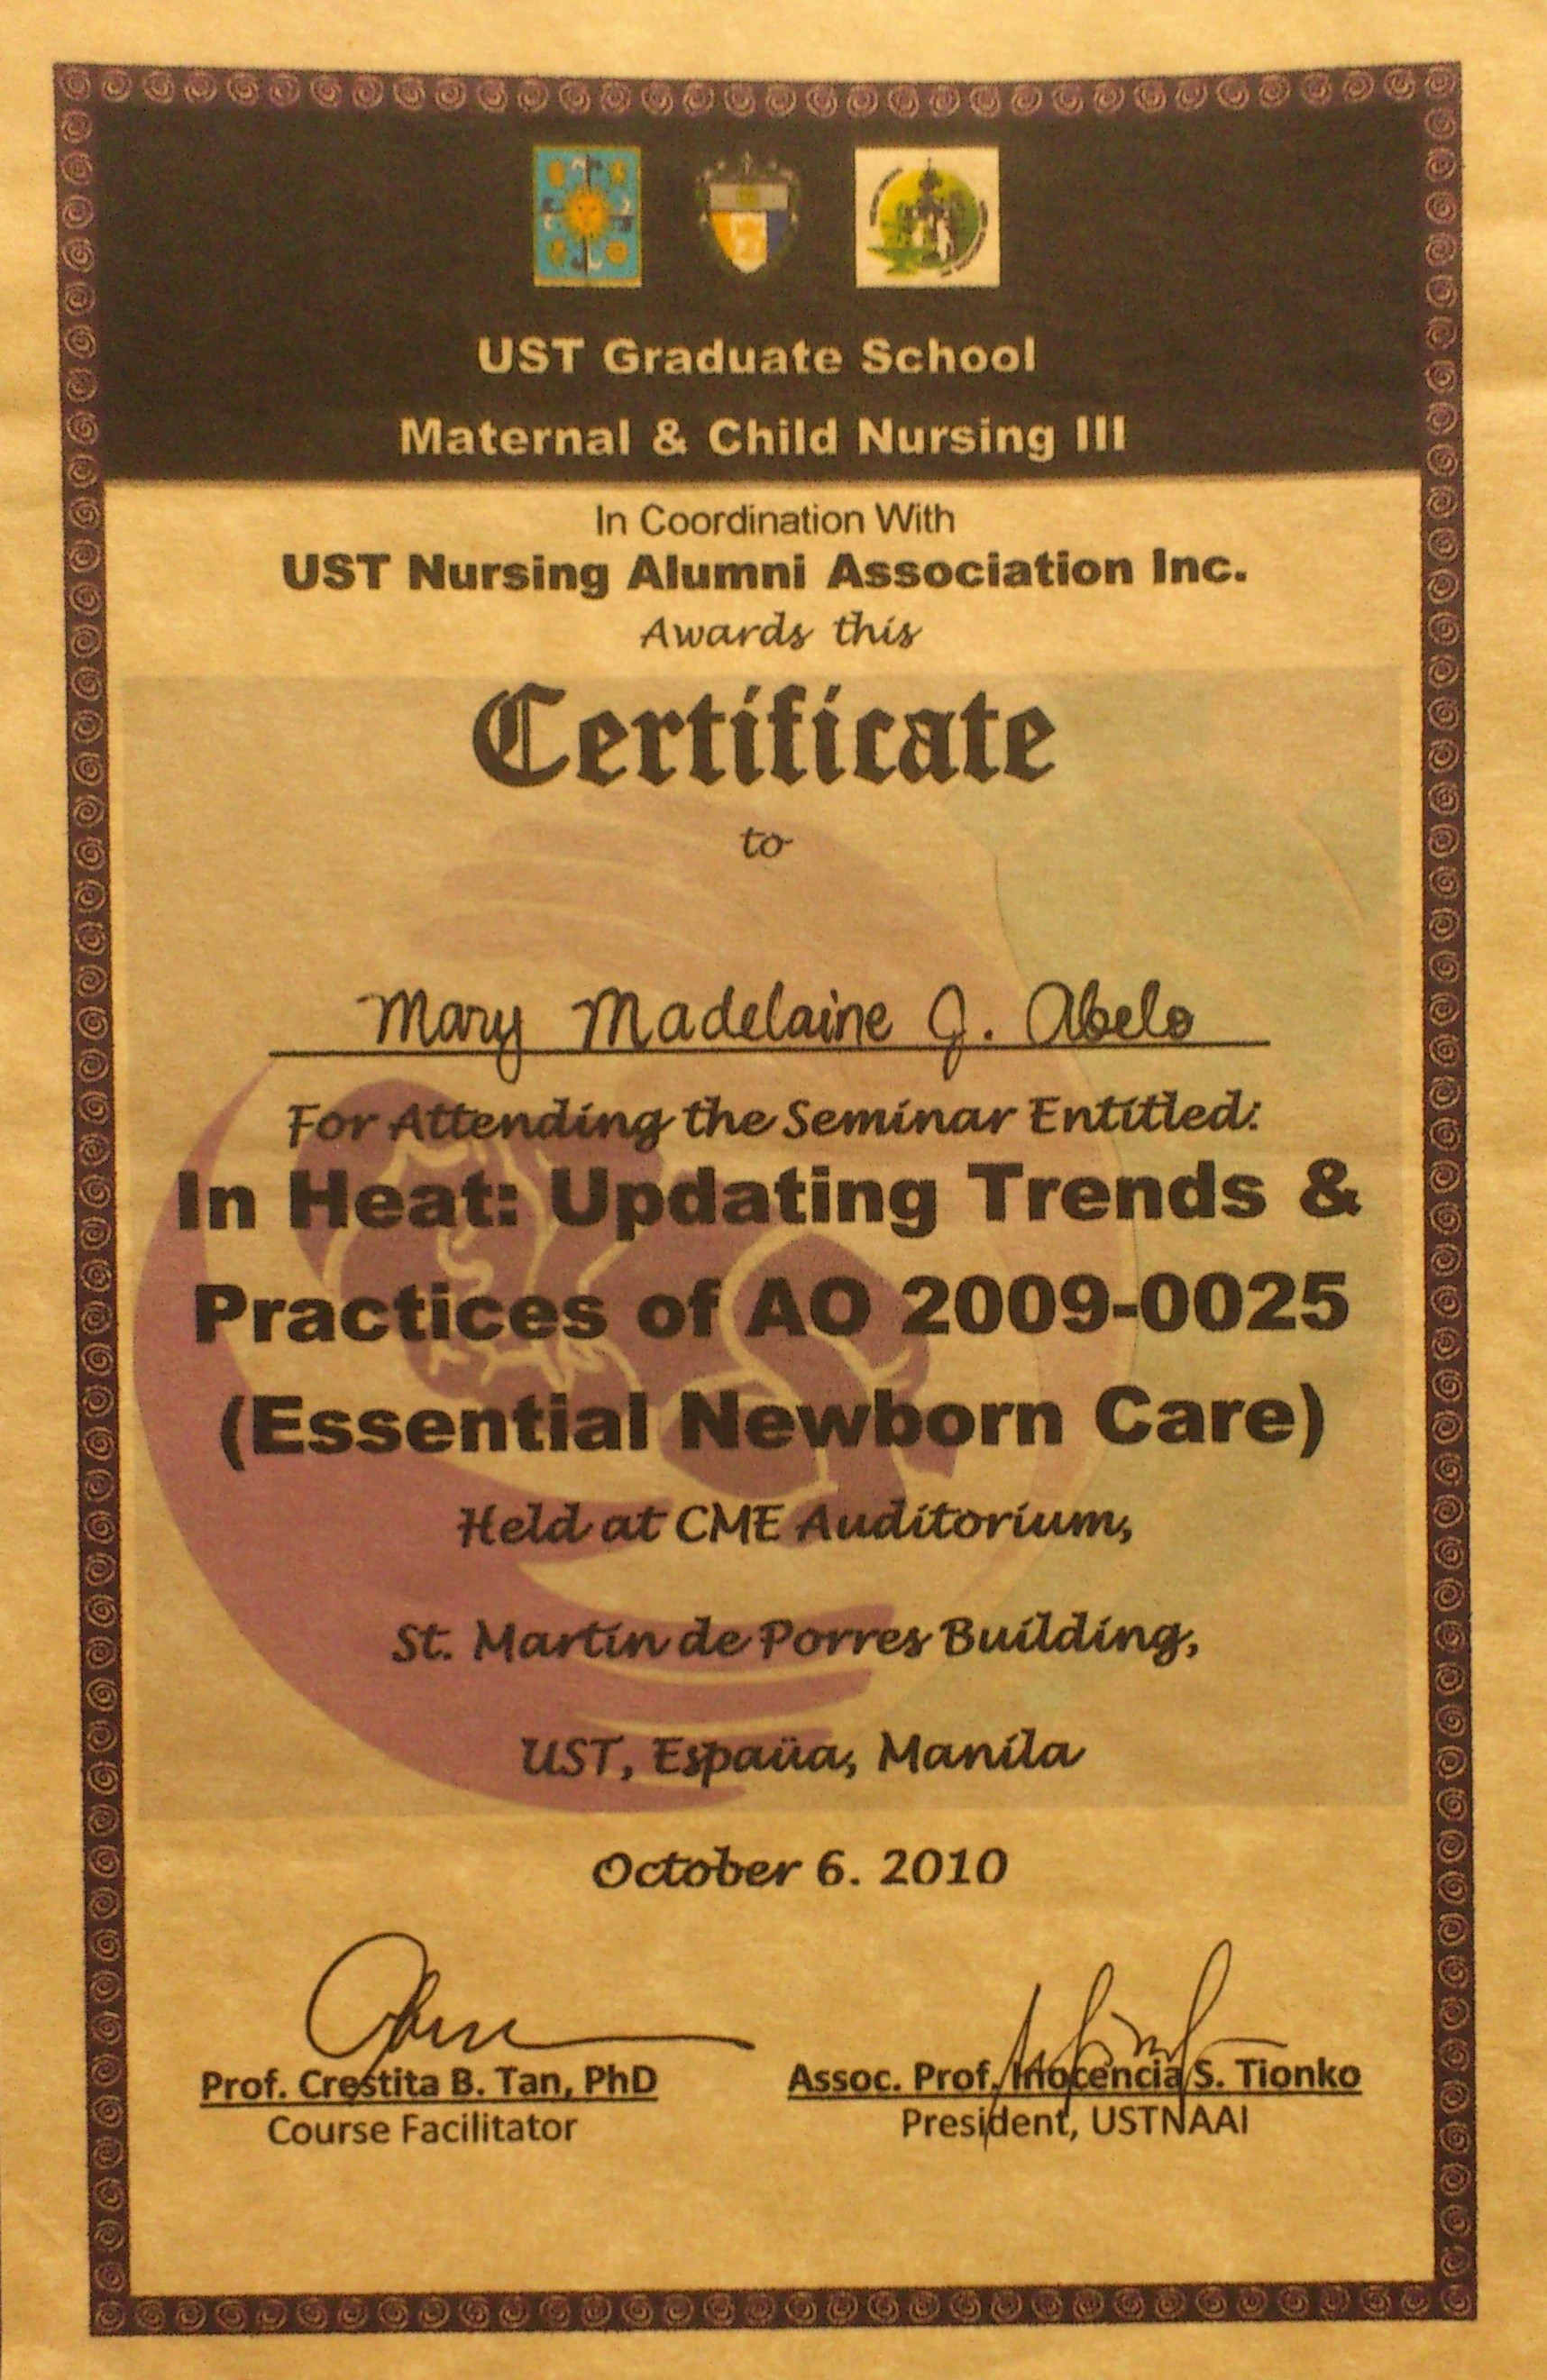 UST Graduate School
Maternal & Child Nursing III
In Coordination With
UST Nursing Alumni Association Inc.
Awards this
Certificate
to
Mary Madelaine J. Abelo
For Attending the Seminar Entitled:
In Heat: Updating Trends &
Practices of AO 2009-0025
(Essential Newborn Care)
Held at CME Auditorium,
St. Martin de Porres Building,
UST, Espaüa, Manila
October 6. 2010
Prof. Crestita B. Tan, PhD
Course Facilitator
Assoc. Prof. Inocencia S. Tionko
President, USTNAAI